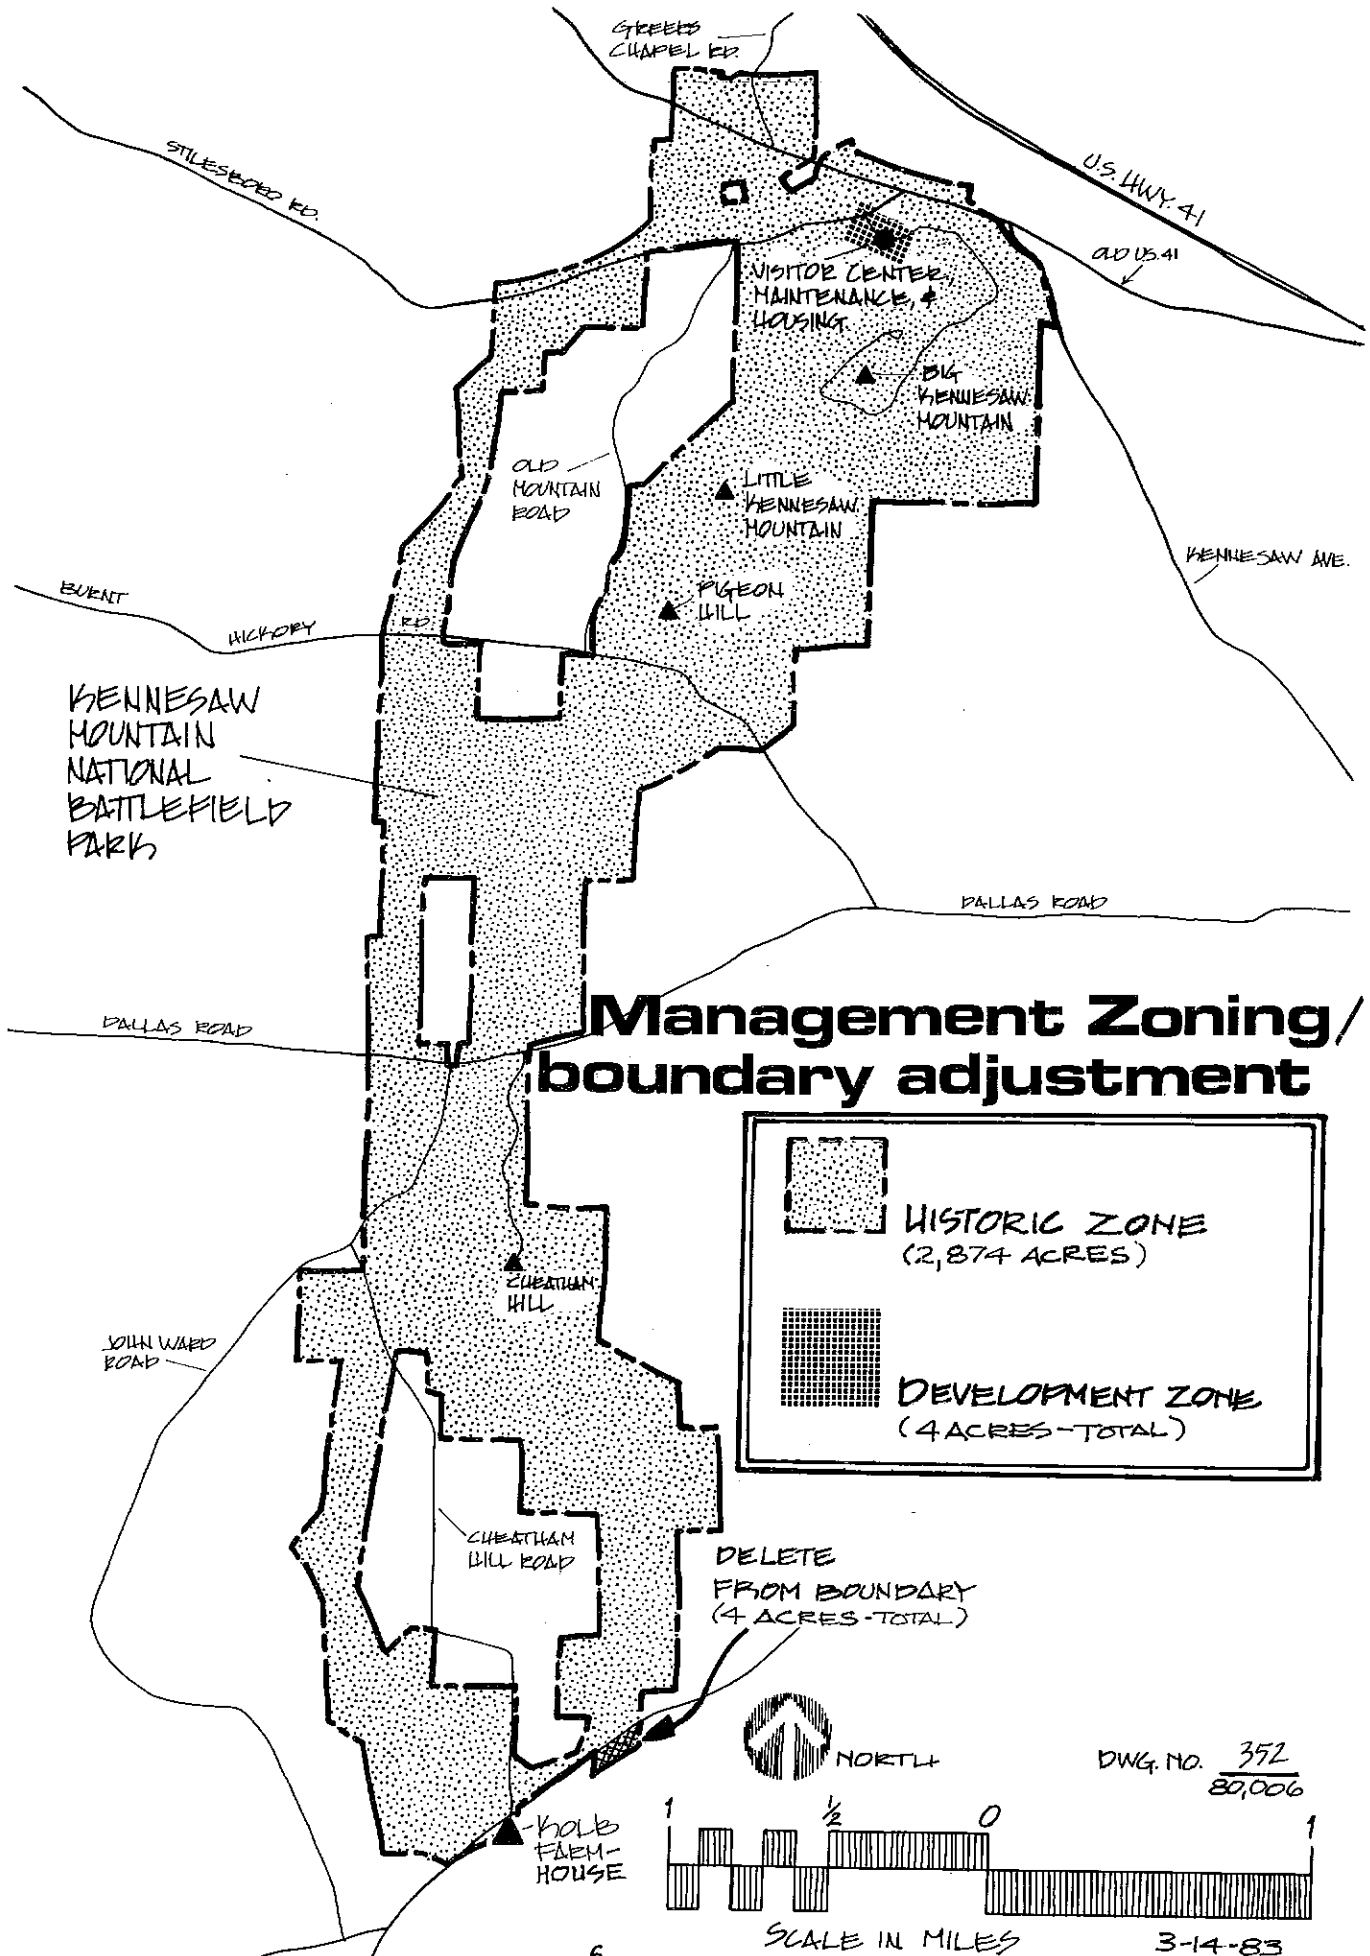 GREERS
CHAPEL RD.
STILESBORO RD.
U.S. HWY. 41
OLD US. 41
VISITOR CENTER,
MAINTENANCE, &
HOUSING
BIG
KENNESAW
MOUNTAIN
OLD
MOUNTAIN
ROAD
LITTLE
KENNESAW
MOUNTAIN
KENNESAW AVE.
PIGEON
HILL
BURNT
HICKORY
RD.
KENNESAW
MOUNTAIN
NATIONAL
BATTLEFIELD
PARK
DALLAS ROAD
DALLAS ROAD
Management Zoning/
boundary adjustment
HISTORIC ZONE
(2,874 ACRES)
CHEATHAM
HILL
JOHN WARD
ROAD
DEVELOPMENT ZONE
(4 ACRES-TOTAL)
CHEATHAM
HILL ROAD
DELETE
FROM BOUNDARY
(4 ACRES-TOTAL)
NORTH
DWG. NO. 352
80,006
KOLB
FARM-
HOUSE
1 ½ 0 1
SCALE IN MILES
3-14-83
6